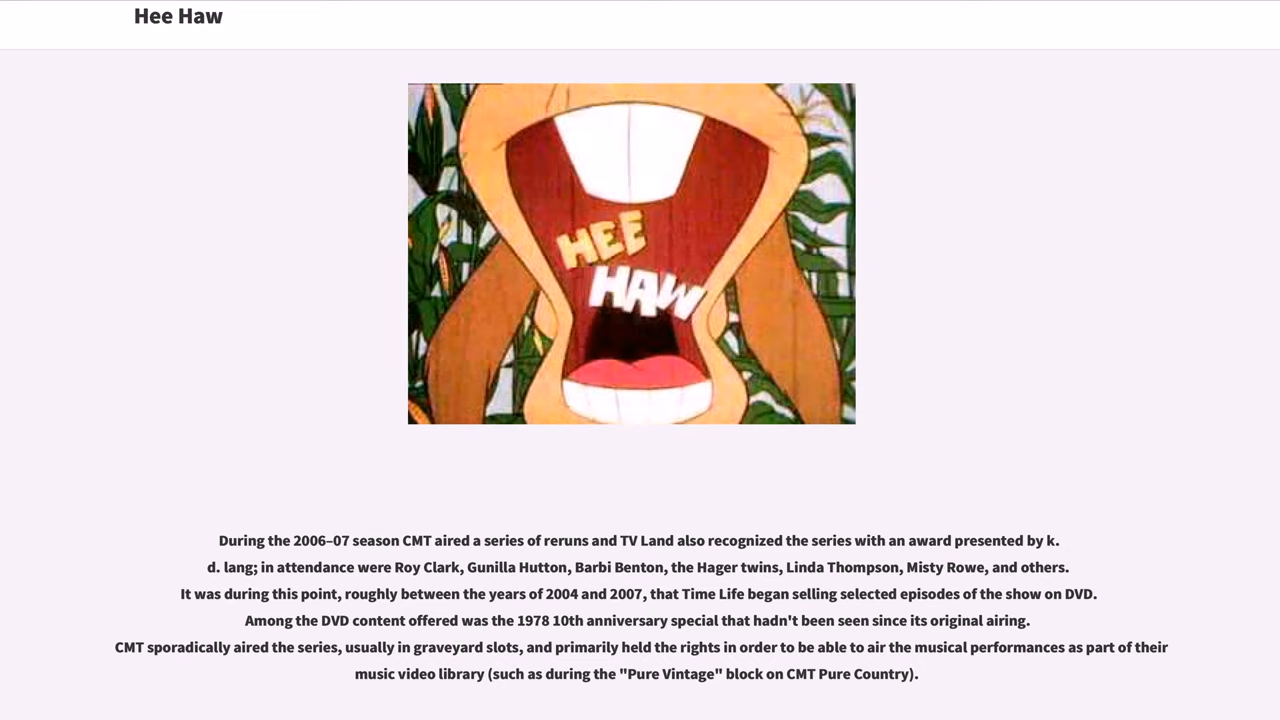 Hee Haw
HEE
HAW
During the 2006–07 season CMT aired a series of reruns and TV Land also recognized the series with an award presented by k.
d. lang; in attendance were Roy Clark, Gunilla Hutton, Barbi Benton, the Hager twins, Linda Thompson, Misty Rowe, and others.
It was during this point, roughly between the years of 2004 and 2007, that Time Life began selling selected episodes of the show on DVD.
Among the DVD content offered was the 1978 10th anniversary special that hadn't been seen since its original airing.
CMT sporadically aired the series, usually in graveyard slots, and primarily held the rights in order to be able to air the musical performances as part of their
music video library (such as during the "Pure Vintage" block on CMT Pure Country).